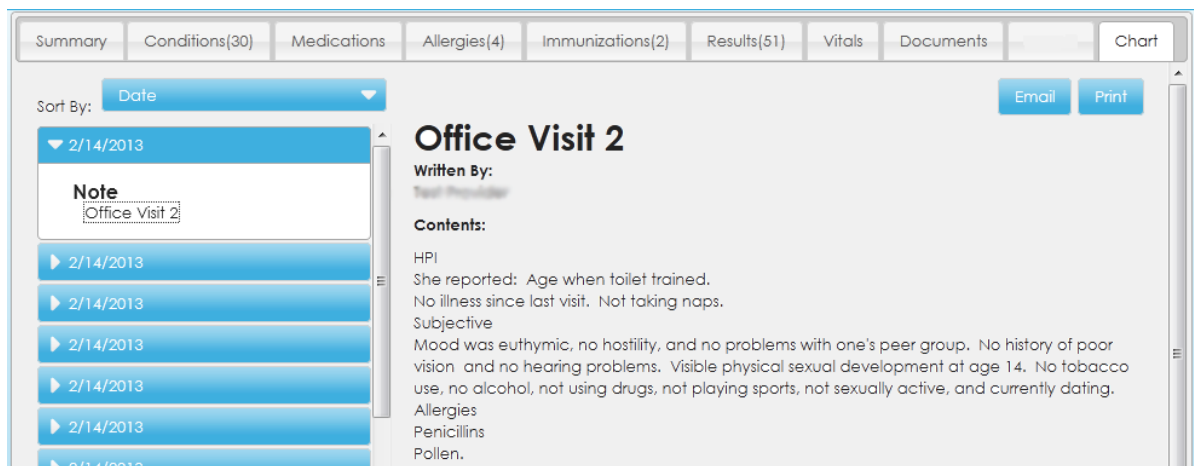 Summary
Conditions(30)
Medications
Allergies(4)
Immunizations(2)
Results(51)
Vitals
Documents
Chart
Sort By:
Date
Email
Print
2/14/2013
Note
Office Visit 2
2/14/2013
2/14/2013
2/14/2013
2/14/2013
2/14/2013
Office Visit 2
Written By:
Contents:
HPI
She reported:  Age when toilet trained.
No illness since last visit.  Not taking naps.
Subjective
Mood was euthymic, no hostility, and no problems with one's peer group.  No history of poor
vision  and no hearing problems.  Visible physical sexual development at age 14.  No tobacco
use, no alcohol, not using drugs, not playing sports, not sexually active, and currently dating.
Allergies
Penicillins
Pollen.